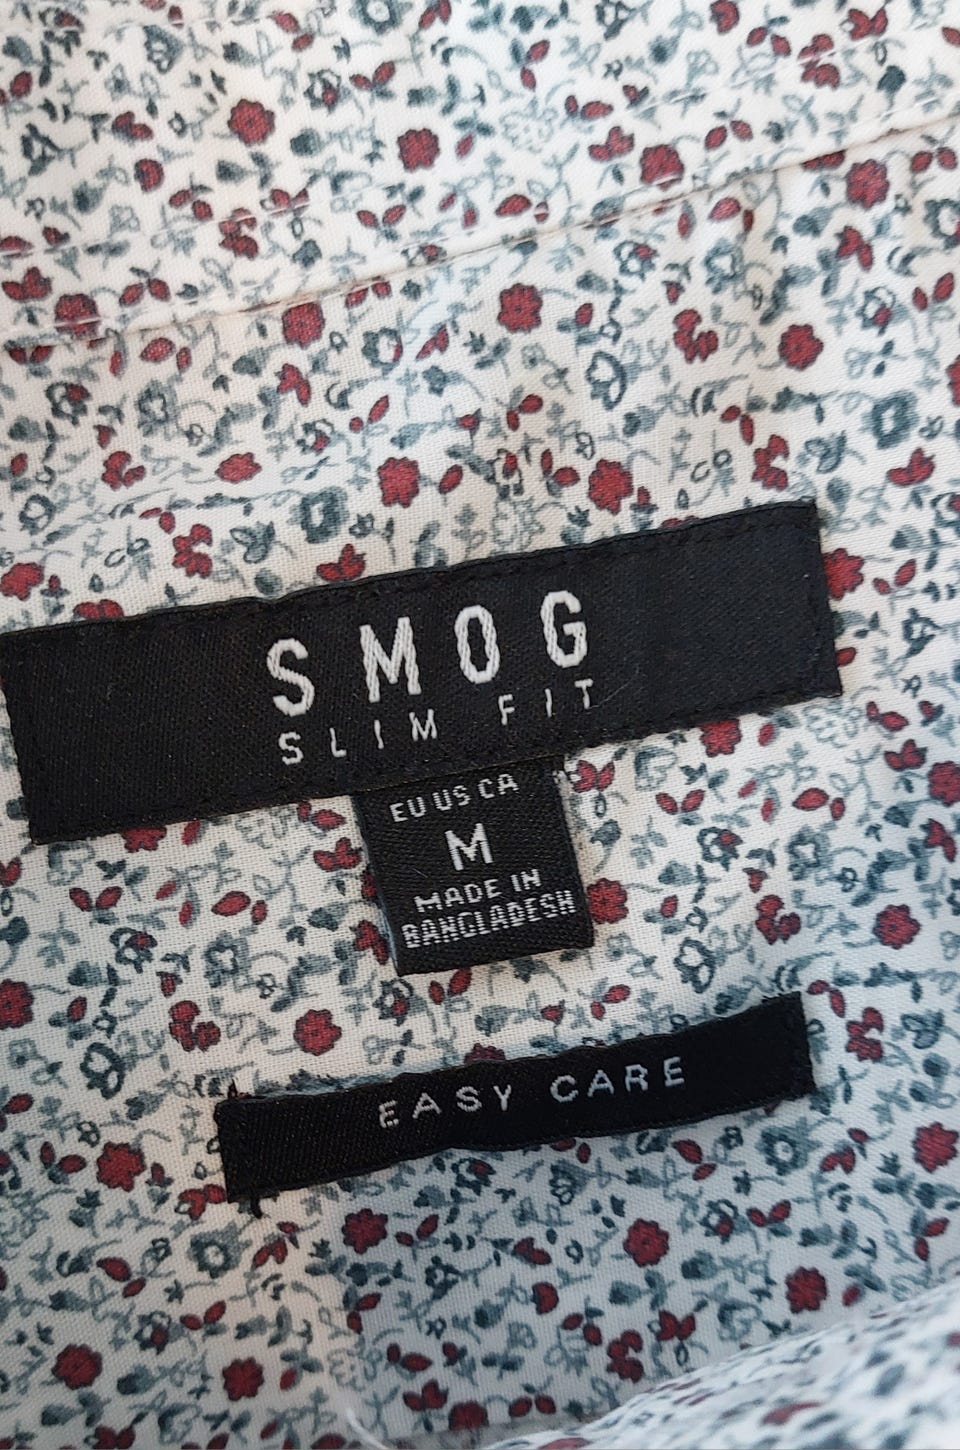 SMOG
SLIM FIT
EU US CA
M
MADE IN
BANGLADESH
EASY CARE